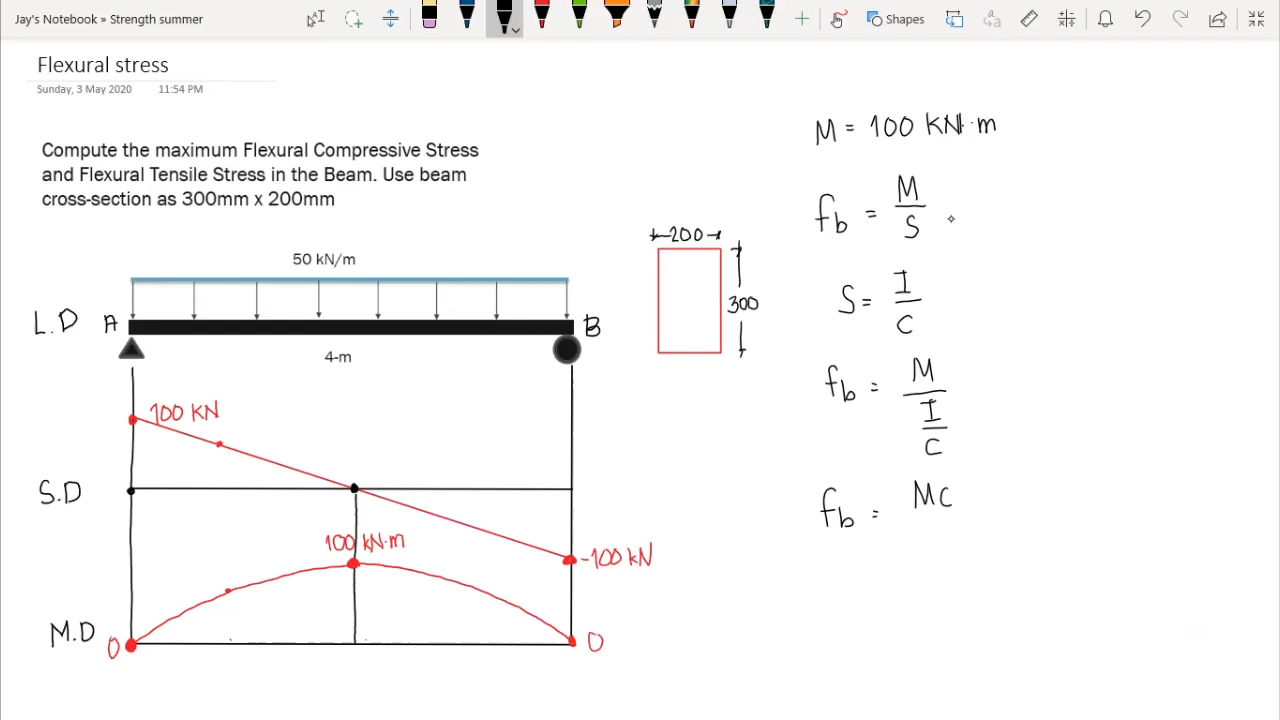 Jay's Notebook » Strength summer
Shapes
Flexural stress
Sunday, 3 May 2020 11:54 PM
Compute the maximum Flexural Compressive Stress
and Flexural Tensile Stress in the Beam. Use beam
cross-section as 300mm x 200mm
50 kN/m
L.D A B
4-m
100 KN
S.D
100 kN·m
-100 kN
M.D 0 0
200
300
M = 100 KN·m
fb = M
S
S = I
C
fb = M
I
C
fb = MC